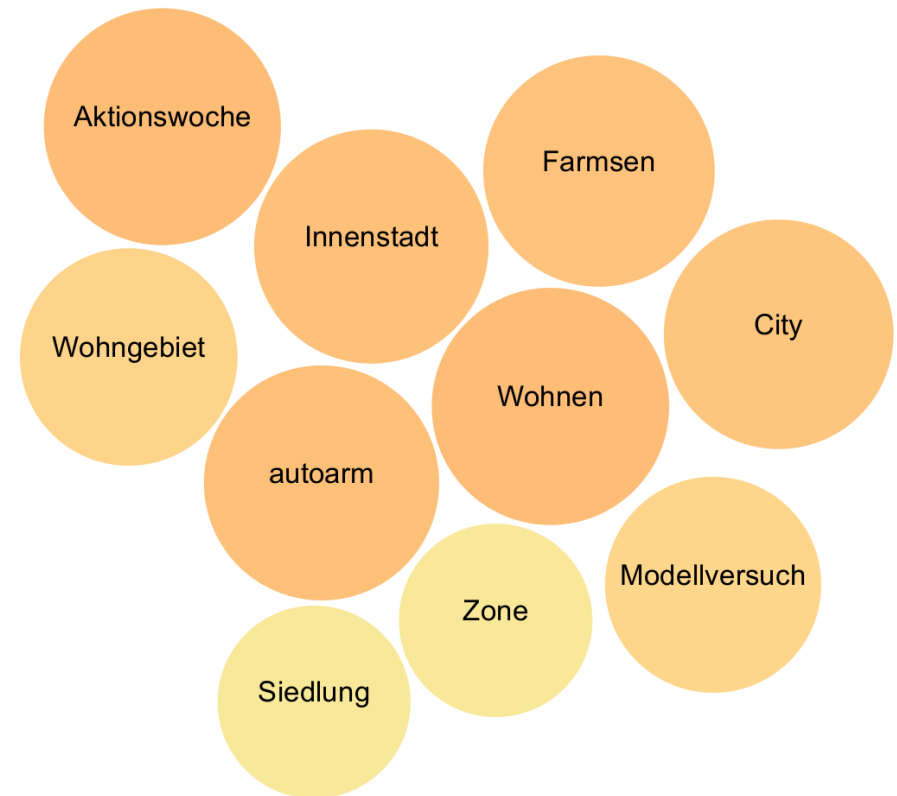 Aktionswoche
Farmsen
Innenstadt
City
Wohngebiet
Wohnen
autoarm
Modellversuch
Zone
Siedlung